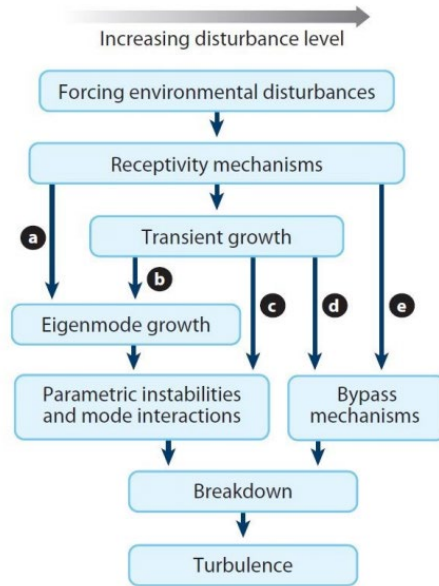 Increasing disturbance level
Forcing environmental disturbances
Receptivity mechanisms
a
Transient growth
b
c
d
e
Eigenmode growth
Parametric instabilities
and mode interactions
Bypass
mechanisms
Breakdown
Turbulence